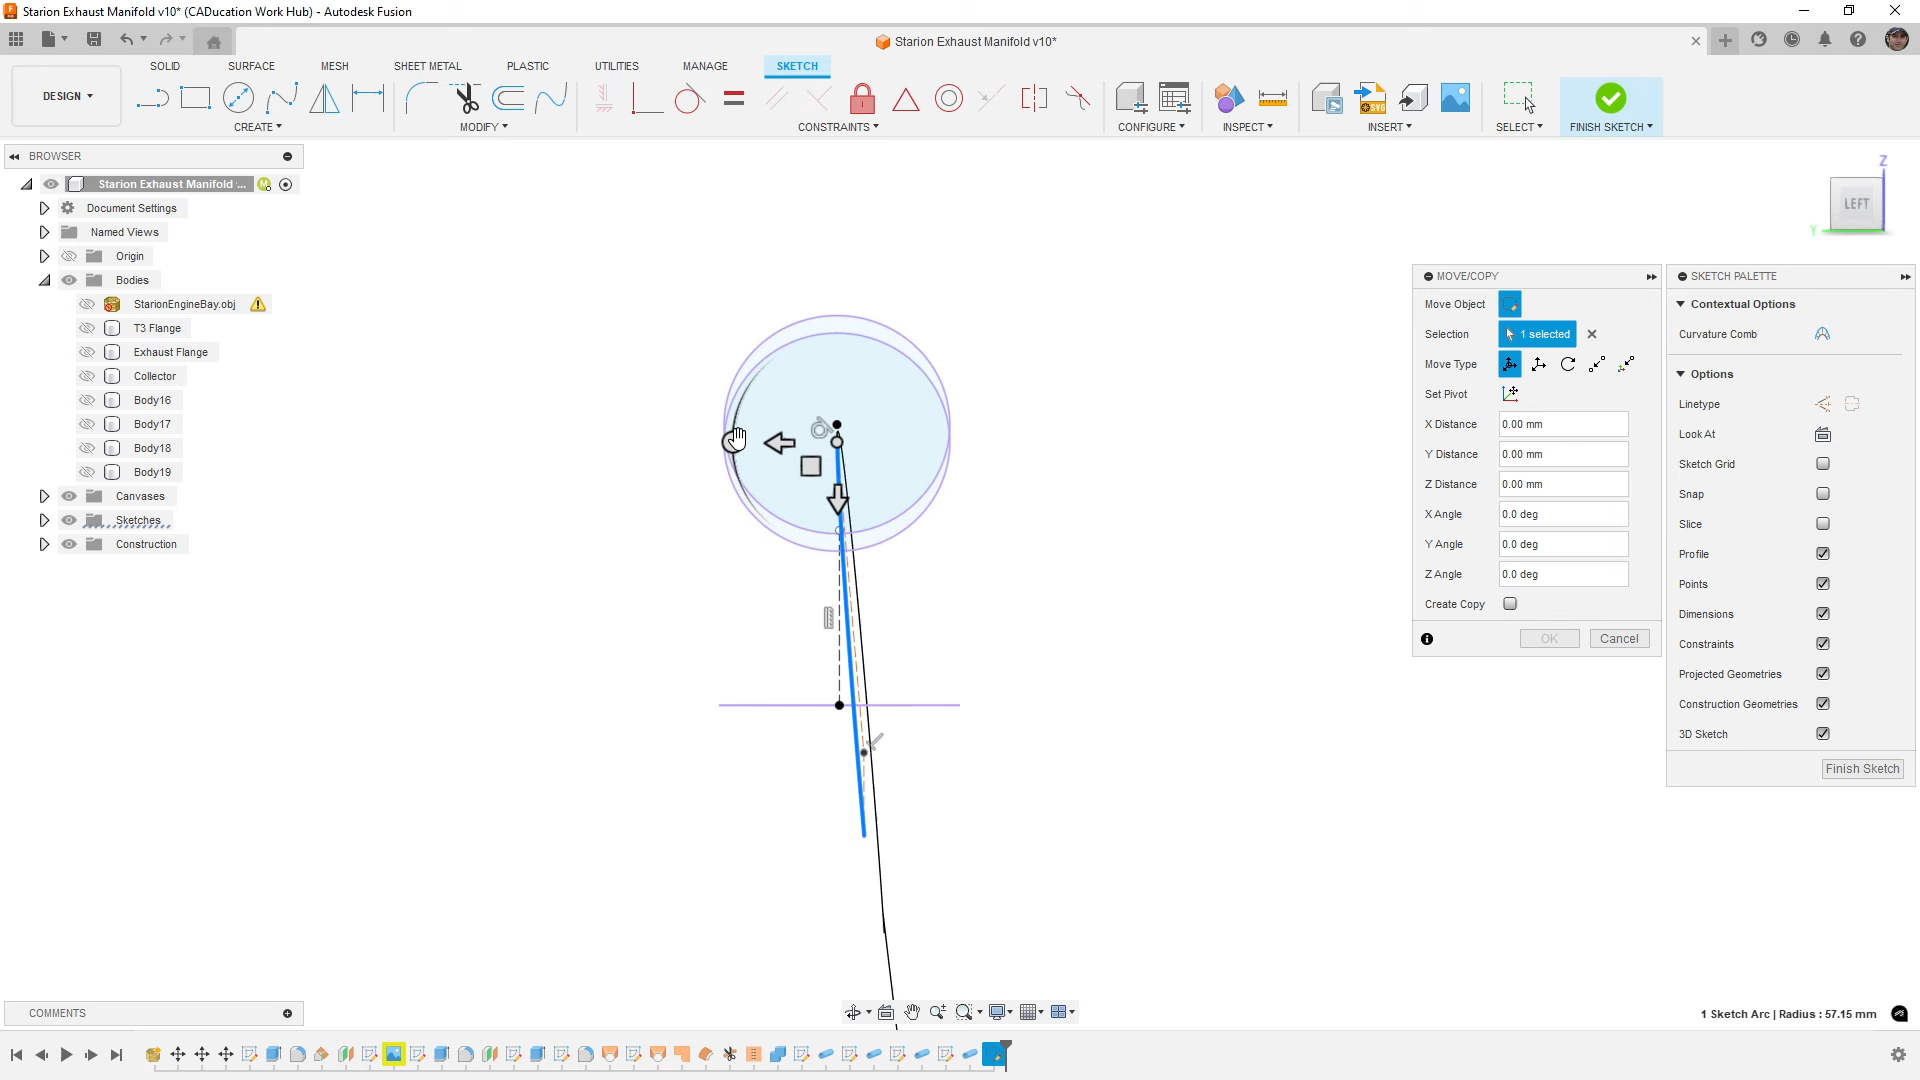 Starion Exhaust Manifold v10* (CADucation Work Hub) - Autodesk Fusion
Starion Exhaust Manifold v10*
SOLID SURFACE MESH SHEET METAL PLASTIC UTILITIES MANAGE SKETCH
DESIGN
CREATE MODIFY CONSTRAINTS CONFIGURE INSPECT INSERT SELECT FINISH SKETCH
BROWSER
Starion Exhaust Manifold ...
Document Settings
Named Views
Origin
Bodies
StarionEngineBay.obj
T3 Flange
Exhaust Flange
Collector
Body16
Body17
Body18
Body19
Canvases
Sketches
Construction
Z
LEFT
Y
MOVE/COPY
Move Object
Selection 1 selected
Move Type
Set Pivot
X Distance 0.00 mm
Y Distance 0.00 mm
Z Distance 0.00 mm
X Angle 0.0 deg
Y Angle 0.0 deg
Z Angle 0.0 deg
Create Copy
OK Cancel
SKETCH PALETTE
Contextual Options
Curvature Comb
Options
Linetype
Look At
Sketch Grid
Snap
Slice
Profile
Points
Dimensions
Constraints
Projected Geometries
Construction Geometries
3D Sketch
Finish Sketch
COMMENTS
1 Sketch Arc | Radius : 57.15 mm